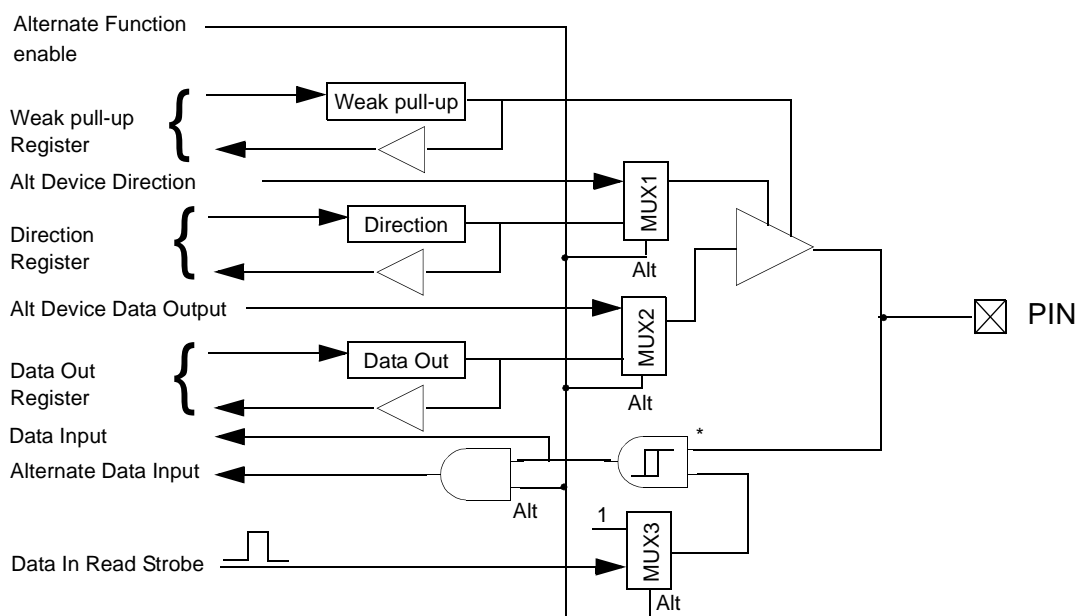 Alternate Function
enable
Weak pull-up
Weak pull-up
Register
Alt Device Direction
MUX1
Direction
Direction
Register
Alt
Alt Device Data Output
MUX2
PIN
Data Out
Data Out
Register
Alt
Data Input
*
Alternate Data Input
Alt
1
MUX3
Data In Read Strobe
Alt